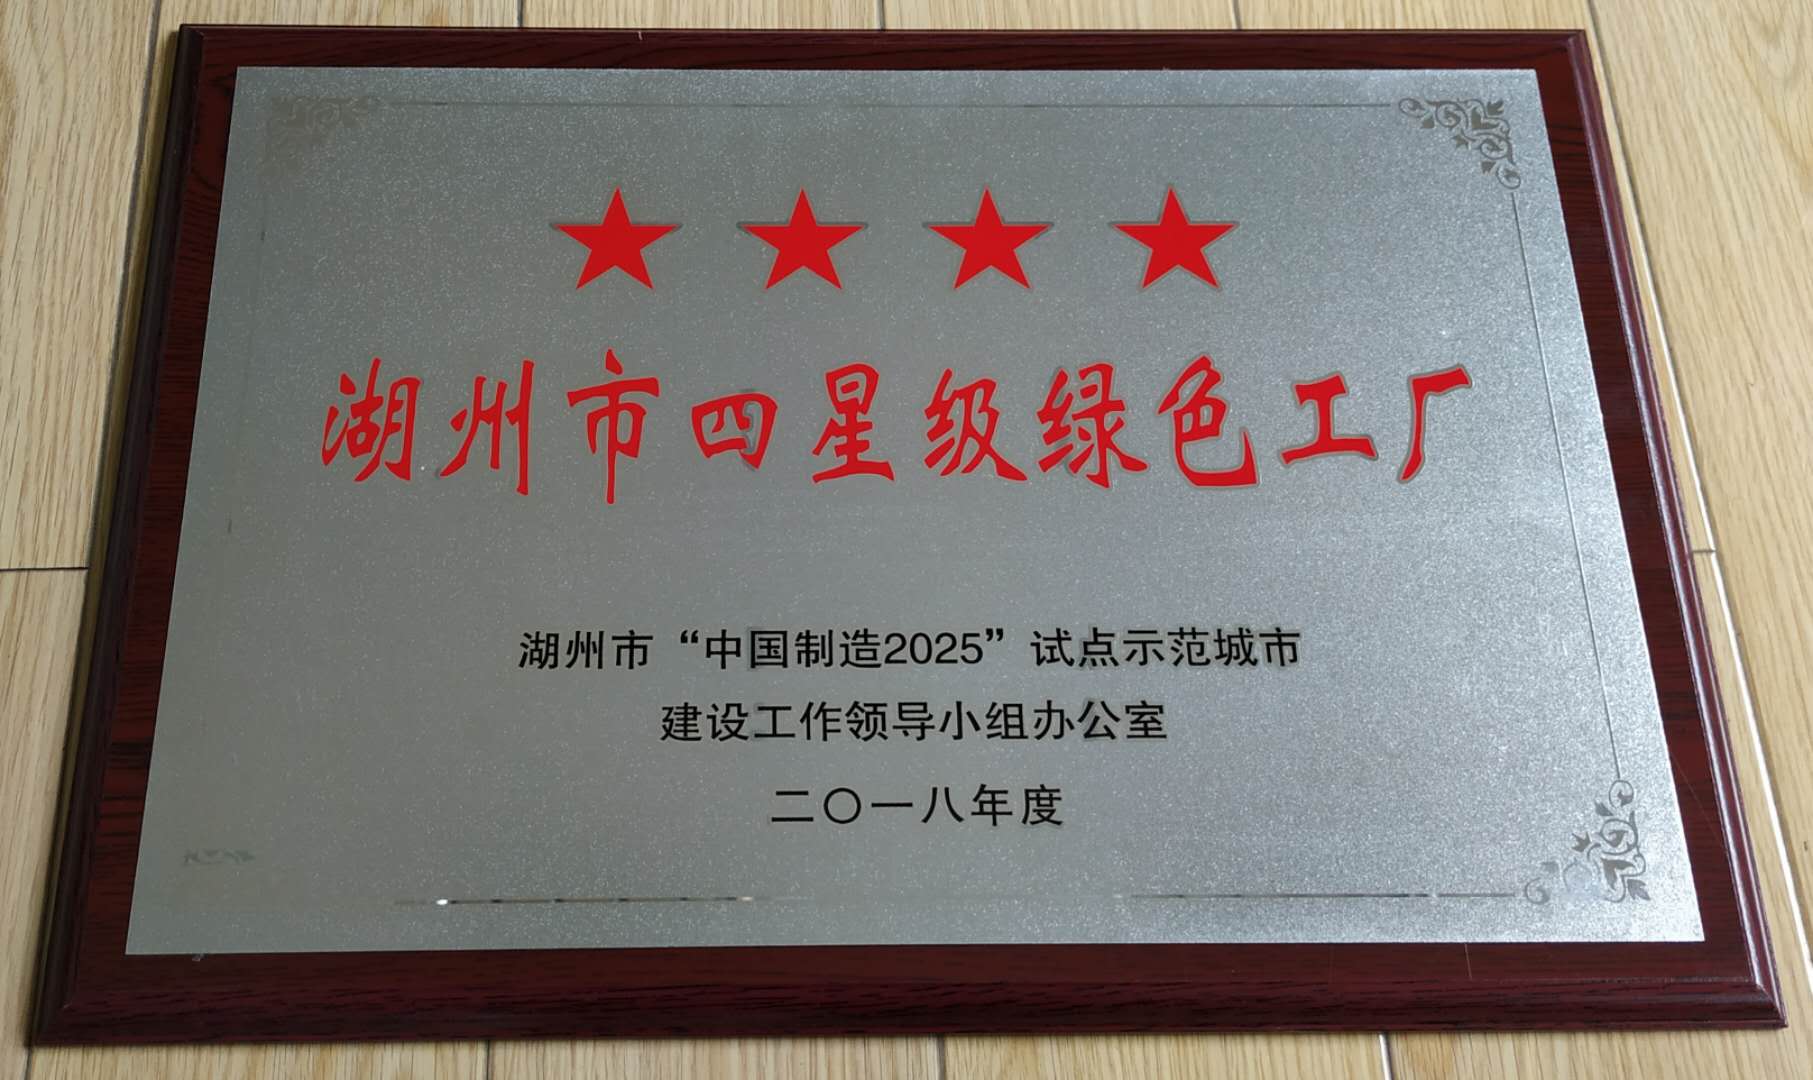 湖州市四星级绿色工厂
湖州市“中国制造2025”试点示范城市
建设工作领导小组办公室
二〇一八年度